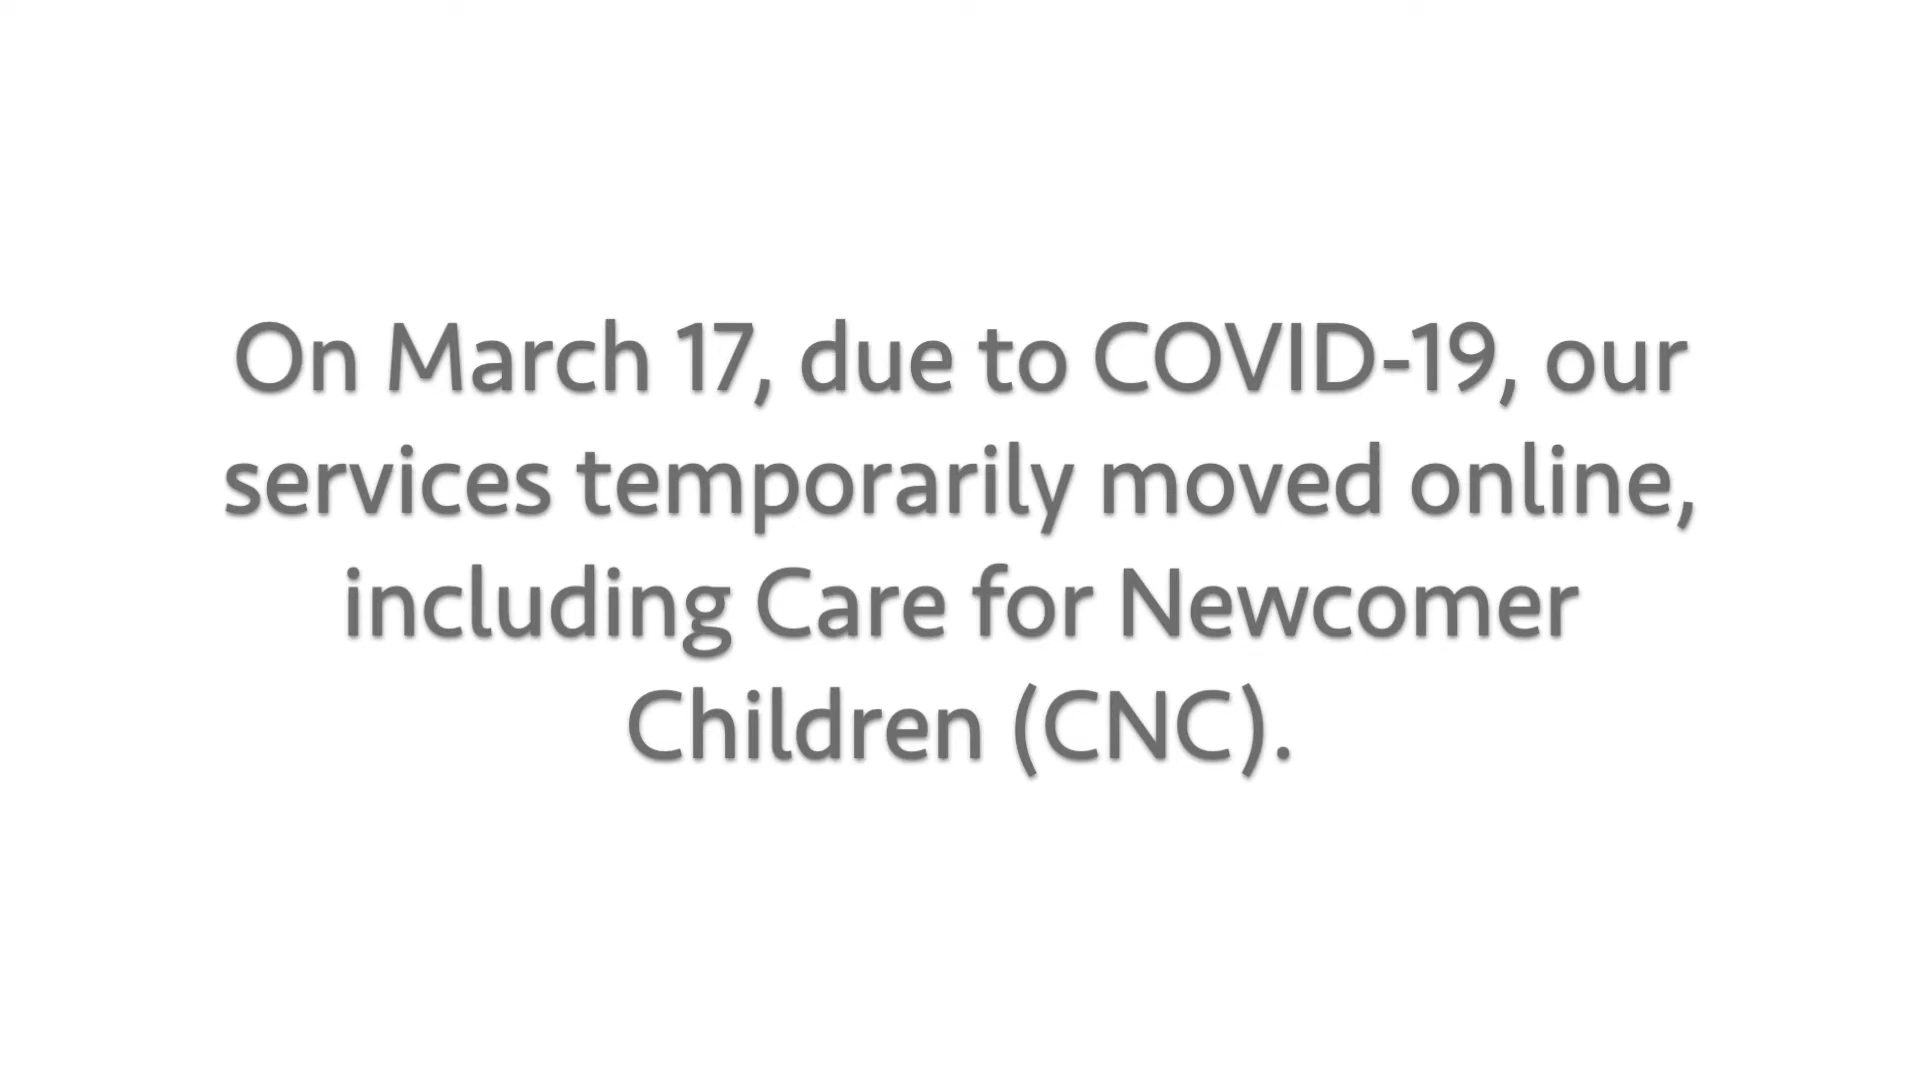 On March 17, due to COVID-19, our
services temporarily moved online,
including Care for Newcomer
Children (CNC).